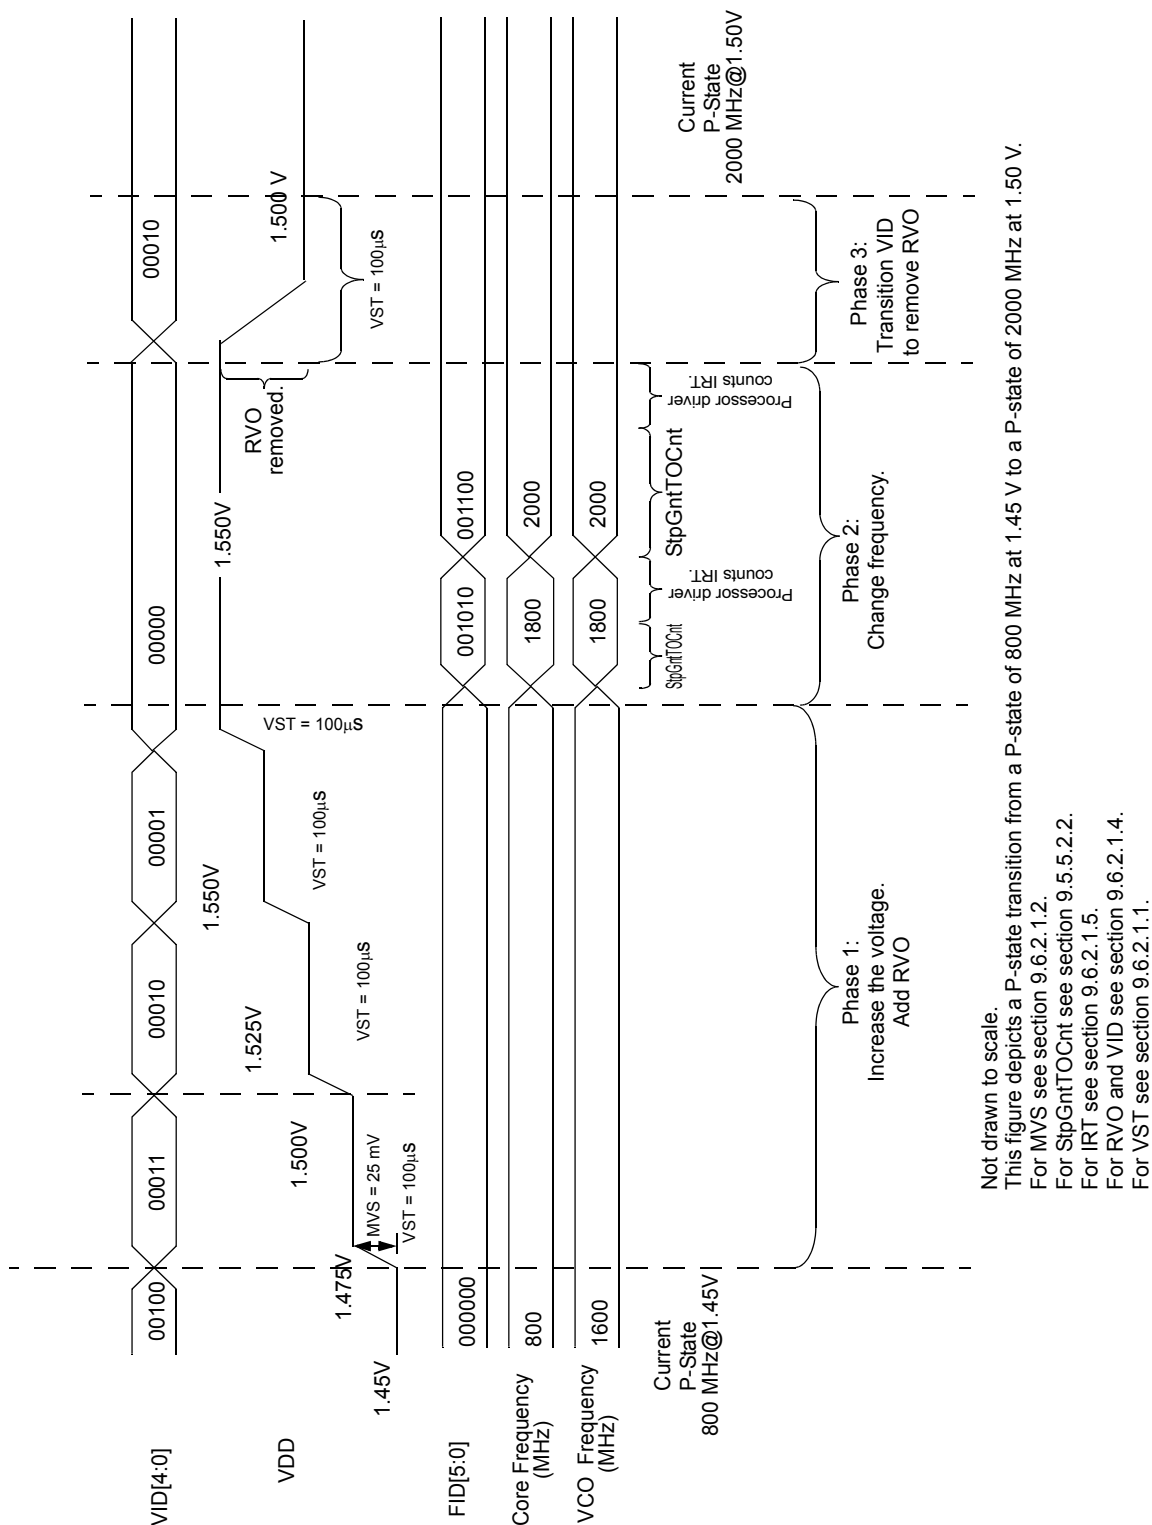 VID[4:0]
00100
00011
00010
00001
00000
00010
VDD
1.45V
1.475V
1.500V
1.525V
1.550V
1.550V
1.500 V
MVS = 25 mV
VST = 100µs
VST = 100µs
VST = 100µs
VST = 100µs
RVO
removed.
VST = 100µs
FID[5:0]
000000
001010
001100
Core Frequency
(MHz)
800
1800
2000
VCO Frequency
(MHz)
1600
1800
2000
StpGntTOCnt
Processor driver
counts IRT.
StpGntTOCnt
Processor driver
counts IRT.
Current
P-State
800 MHz@1.45V
Current
P-State
2000 MHz@1.50V
Phase 1:
Increase the voltage.
Add RVO
Phase 2:
Change frequency.
Phase 3:
Transition VID
to remove RVO
Not drawn to scale.
This figure depicts a P-state transition from a P-state of 800 MHz at 1.45 V to a P-state of 2000 MHz at 1.50 V.
For MVS see section 9.6.2.1.2.
For StpGntTOCnt see section 9.5.5.2.2.
For IRT see section 9.6.2.1.5.
For RVO and VID see section 9.6.2.1.4.
For VST see section 9.6.2.1.1.